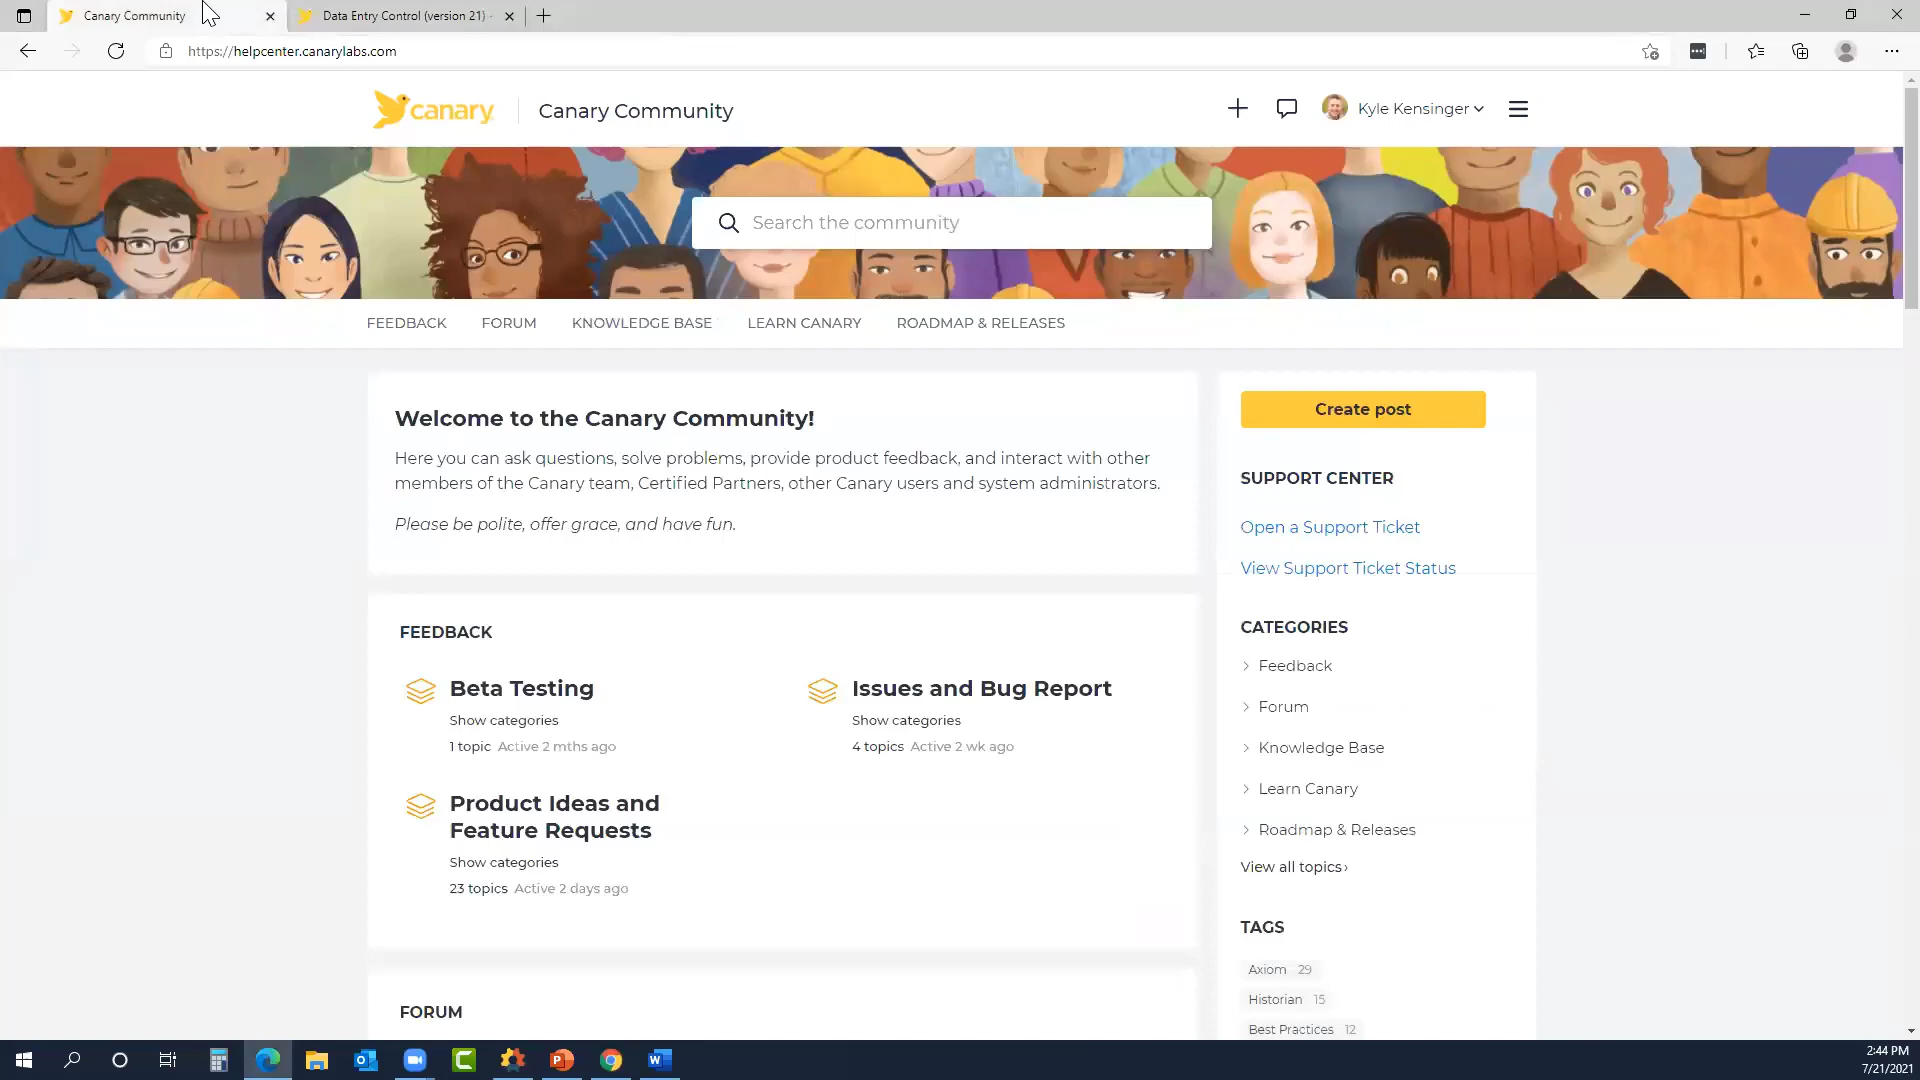 Canary Community
Data Entry Control (version 21) -
https://helpcenter.canarylabs.com
canary
Canary Community
Kyle Kensinger
Search the community
FEEDBACK
FORUM
KNOWLEDGE BASE
LEARN CANARY
ROADMAP & RELEASES
Welcome to the Canary Community!
Here you can ask questions, solve problems, provide product feedback, and interact with other
members of the Canary team, Certified Partners, other Canary users and system administrators.
Please be polite, offer grace, and have fun.
FEEDBACK
Beta Testing
Show categories
1 topic Active 2 mths ago
Issues and Bug Report
Show categories
4 topics Active 2 wk ago
Product Ideas and
Feature Requests
Show categories
23 topics Active 2 days ago
FORUM
Create post
SUPPORT CENTER
Open a Support Ticket
View Support Ticket Status
CATEGORIES
Feedback
Forum
Knowledge Base
Learn Canary
Roadmap & Releases
View all topics›
TAGS
Axiom 29
Historian 15
Best Practices 12
2:44 PM
7/21/2021